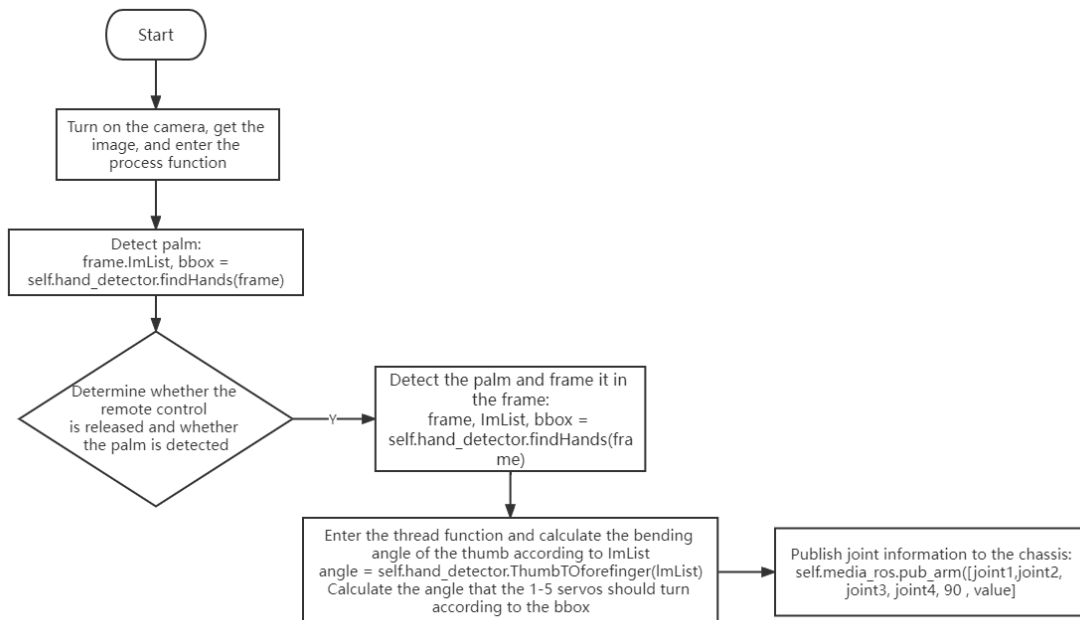 Start
Turn on the camera, get the
image, and enter the
process function
Detect palm:
frame.lmList, bbox =
self.hand_detector.findHands(frame)
Determine whether the
remote control
is released and whether
the palm is detected
Y
Detect the palm and frame it in
the frame:
frame, lmList, bbox =
self.hand_detector.findHands(fra
me)
Enter the thread function and calculate the bending
angle of the thumb according to lmList
angle = self.hand_detector.ThumbTOforefinger(lmList)
Calculate the angle that the 1-5 servos should turn
according to the bbox
Publish joint information to the chassis:
self.media_ros.pub_arm([joint1,joint2,
joint3, joint4, 90 , value]